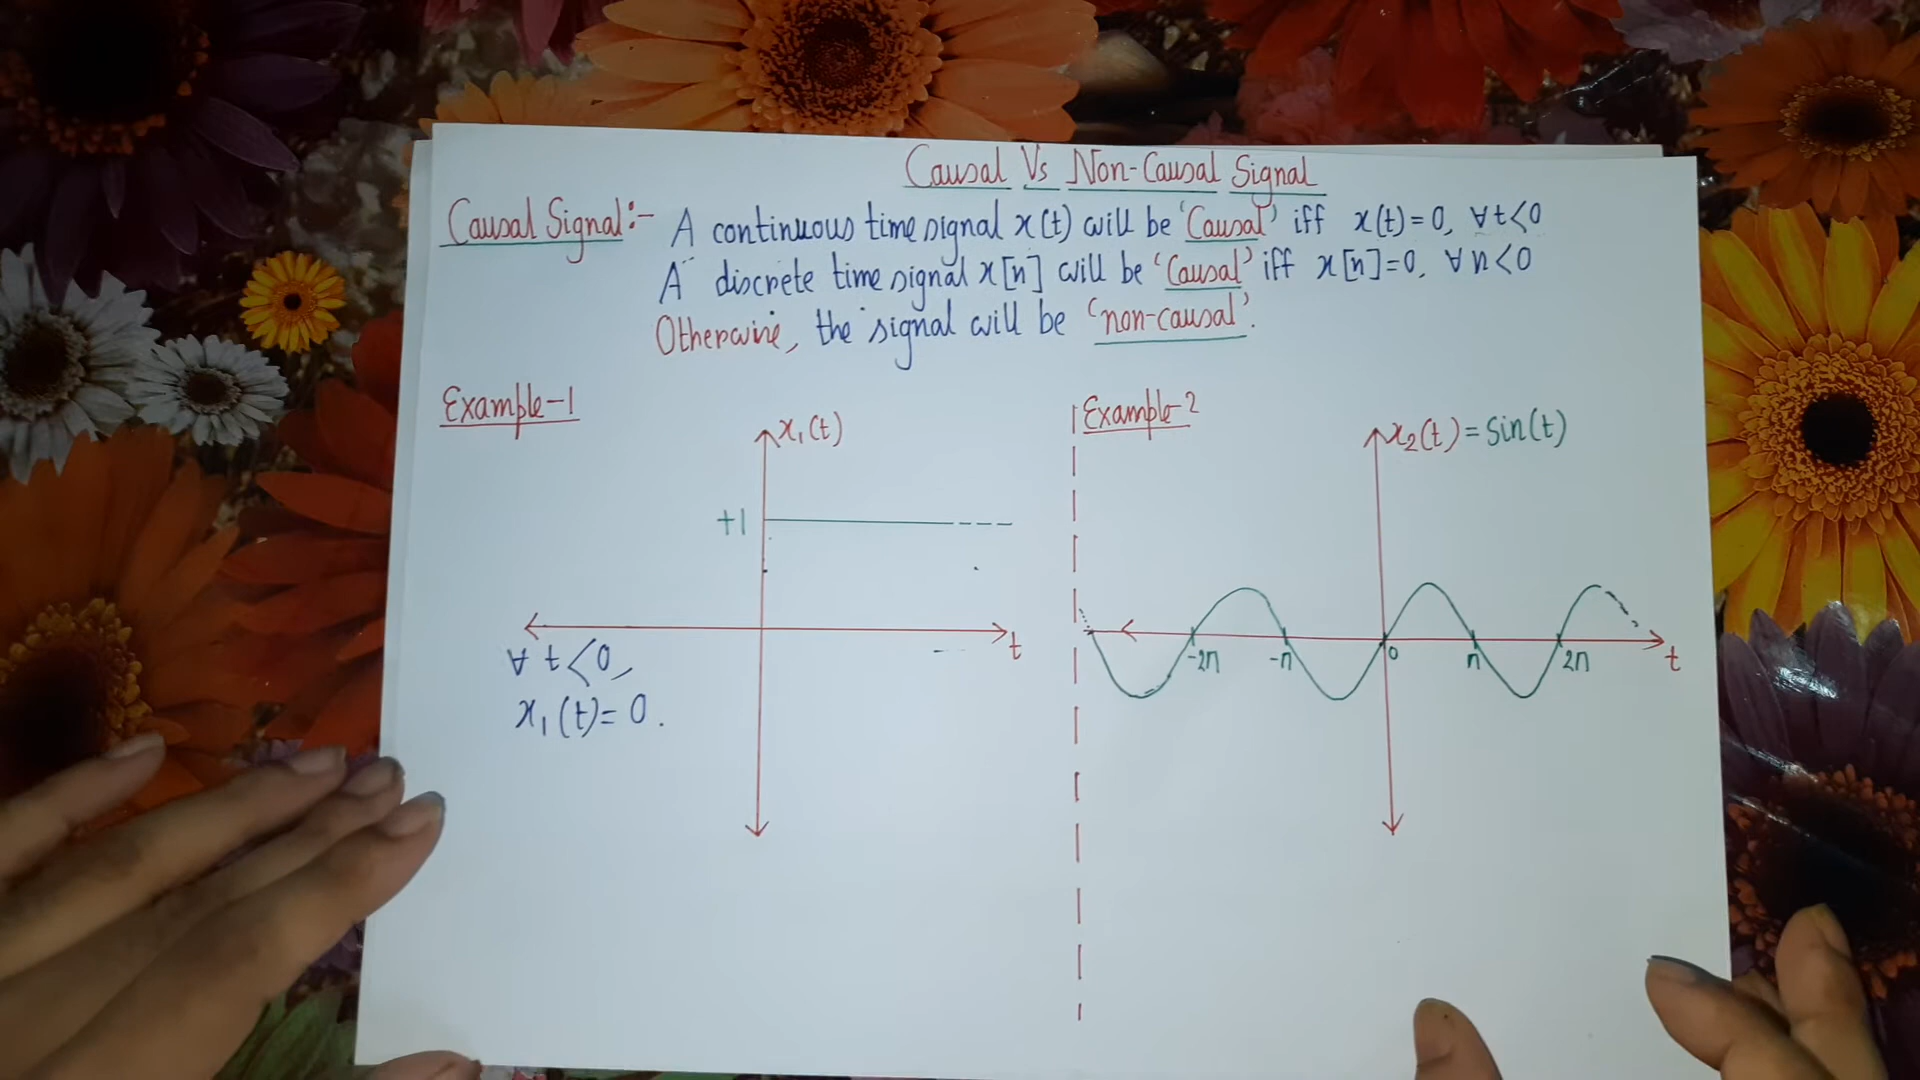 Causal Vs Non-Causal Signal
Causal Signal:- A continuous time signal x(t) will be 'Causal' iff x(t)=0, ∀t<0
A discrete time signal x[n] will be 'Causal' iff x[n]=0, ∀n<0
Otherwise, the signal will be 'non-causal'.
Example-1
x₁(t)
+1
t
∀ t<0,
x₁(t)=0.
Example-2
x₂(t)=Sin(t)
-2π -π 0 π 2π t